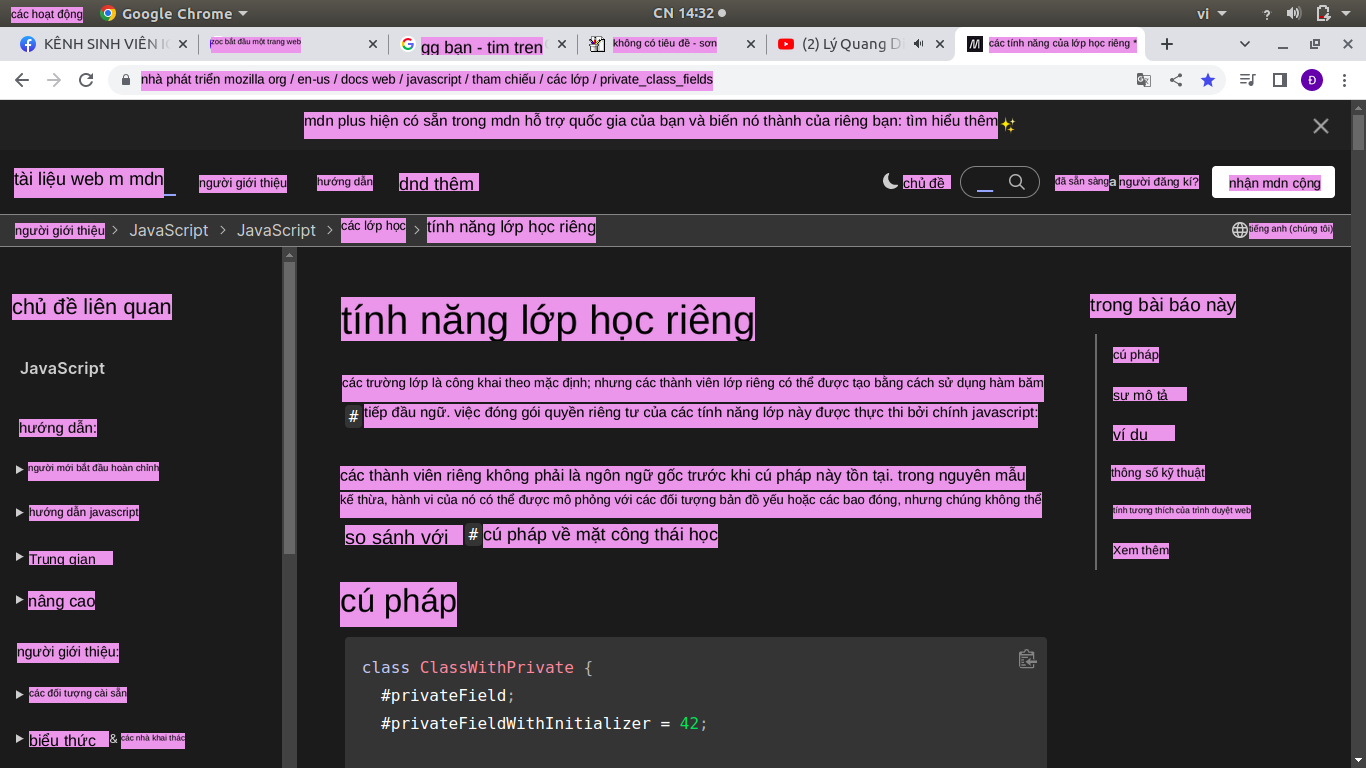 các hoạt động Google Chrome CN 14:32 vi
KÊNH SINH VIÊN
zoc bắt đầu một trang web
gg bạn - tim tren
không có tiêu đề - sơn
(2) Lý Quang
các tính năng của lớp học riêng *
nhà phát triển mozilla org / en-us / docs web / javascript / tham chiếu / các lớp / private_class_fields
Đ
mdn plus hiện có sẵn trong mdn hỗ trợ quốc gia của bạn và biến nó thành của riêng bạn: tìm hiểu thêm
tài liệu web m mdn người giới thiệu hướng dẫn dnd thêm chủ đề đã sẵn sàng a người đăng kí? nhận mdn cộng
người giới thiệu > JavaScript > JavaScript > các lớp học > tính năng lớp học riêng tiếng anh (chúng tôi)
chủ đề liên quan
JavaScript
hướng dẫn:
người mới bắt đầu hoàn chỉnh
hướng dẫn javascript
Trung gian
nâng cao
người giới thiệu:
các đối tượng cài sẵn
biểu thức & các nhà khai thác
tính năng lớp học riêng
các trường lớp là công khai theo mặc định; nhưng các thành viên lớp riêng có thể được tạo bằng cách sử dụng hàm băm
# tiếp đầu ngữ. việc đóng gói quyền riêng tư của các tính năng lớp này được thực thi bởi chính javascript:
các thành viên riêng không phải là ngôn ngữ gốc trước khi cú pháp này tồn tại. trong nguyên mẫu
kế thừa, hành vi của nó có thể được mô phỏng với các đối tượng bản đồ yếu hoặc các bao đóng, nhưng chúng không thể
so sánh với # cú pháp về mặt công thái học
cú pháp
class ClassWithPrivate {
#privateField;
#privateFieldWithInitializer = 42;
trong bài báo này
cú pháp
sự mô tả
ví dụ
thông số kỹ thuật
tính tương thích của trình duyệt web
Xem thêm